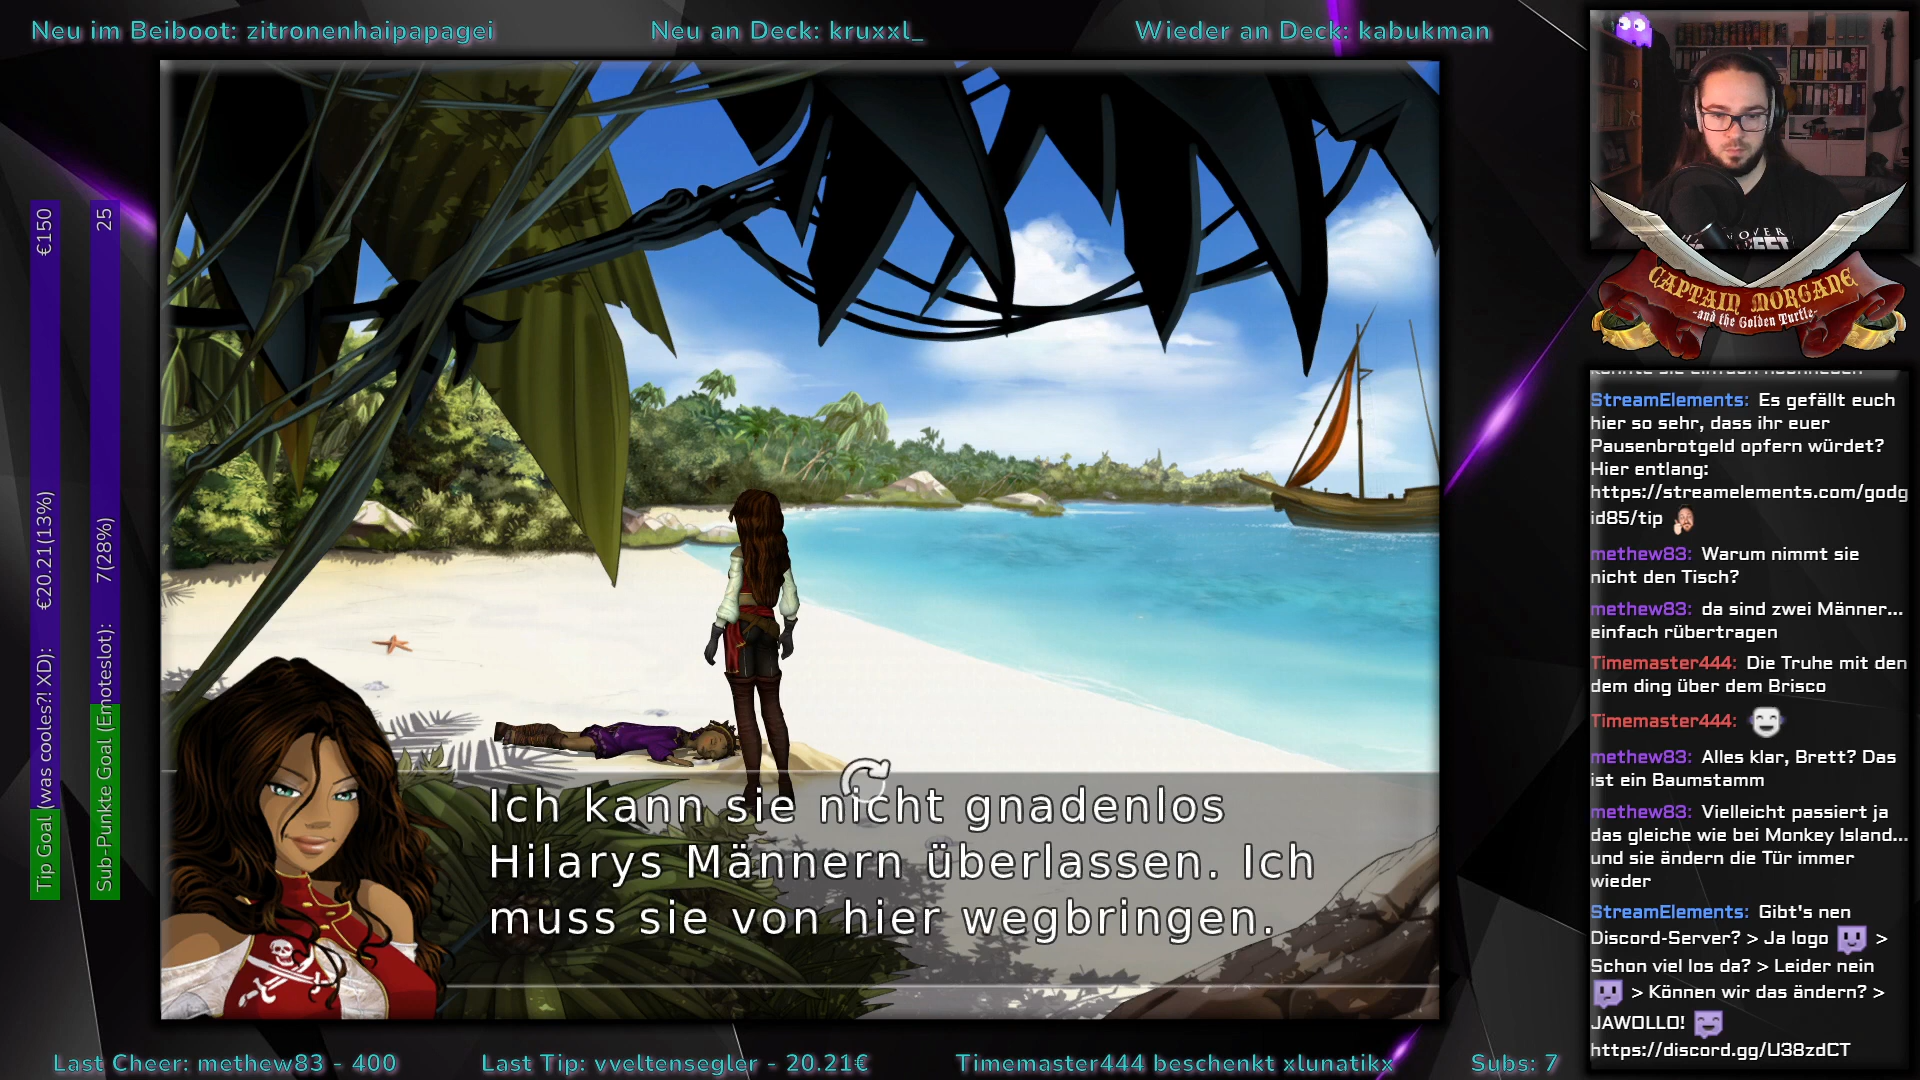 Neu im Beiboot: zitronenhaipapagei
Neu an Deck: kruxxl_
Wieder an Deck: kabukman
Tip Goal (was cooles?! XD): €20.21(13%) €150
Sub-Punkte Goal (Emoteslot): 7(28%) 25
Ich kann sie nicht gnadenlos
Hilarys Männern überlassen. Ich
muss sie von hier wegbringen.
CAPTAIN MORGANE
-and the Golden Turtle-
StreamElements: Es gefällt euch
hier so sehr, dass ihr euer
Pausenbrotgeld opfern würdet?
Hier entlang:
https://streamelements.com/godg
id85/tip
methew83: Warum nimmt sie
nicht den Tisch?
methew83: da sind zwei Männer...
einfach rübertragen
Timemaster444: Die Truhe mit den
dem ding über dem Brisco
Timemaster444:
methew83: Alles klar, Brett? Das
ist ein Baumstamm
methew83: Vielleicht passiert ja
das gleiche wie bei Monkey Island...
und sie ändern die Tür immer
wieder
StreamElements: Gibt's nen
Discord-Server? > Ja logo >
Schon viel los da? > Leider nein
> Können wir das ändern? >
JAWOLLO!
https://discord.gg/U38zdCT
Last Cheer: methew83 - 400
Last Tip: vveltensegler - 20.21€
Timemaster444 beschenkt xlunatikx
Subs: 7